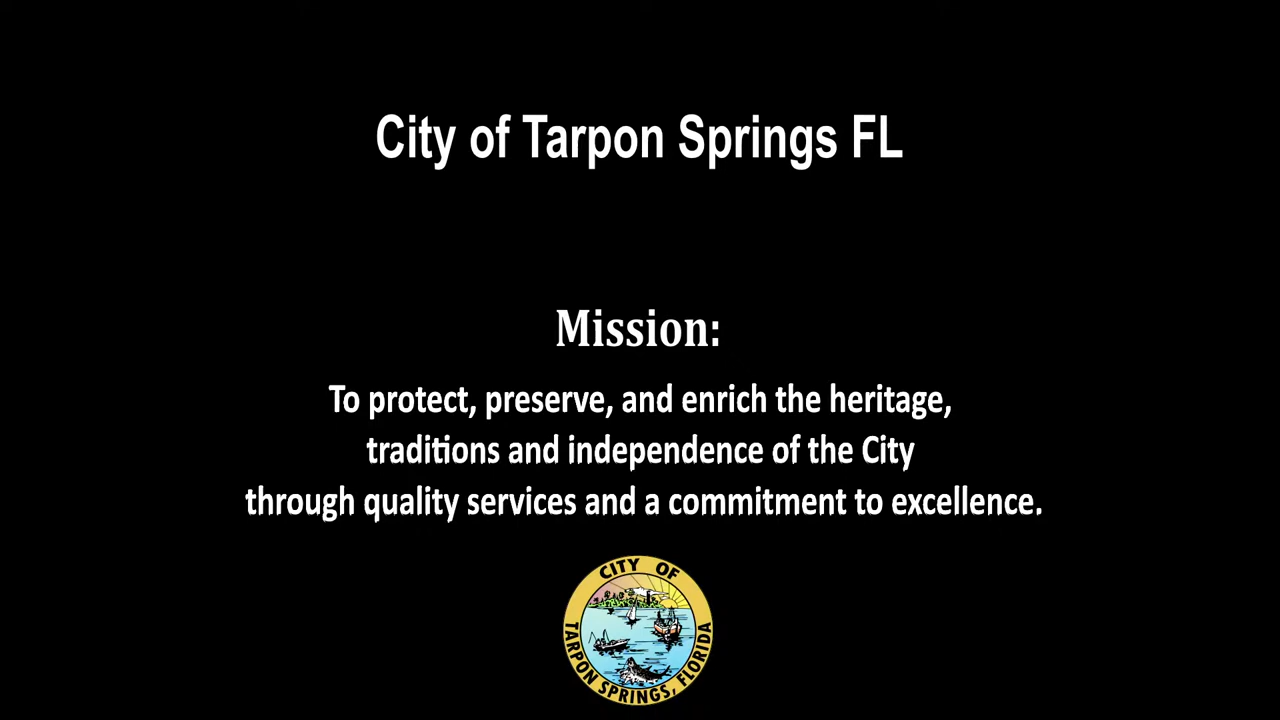 City of Tarpon Springs FL
Mission:
To protect, preserve, and enrich the heritage,
traditions and independence of the City
through quality services and a commitment to excellence.
CITY OF
TARPON SPRINGS, FLORIDA